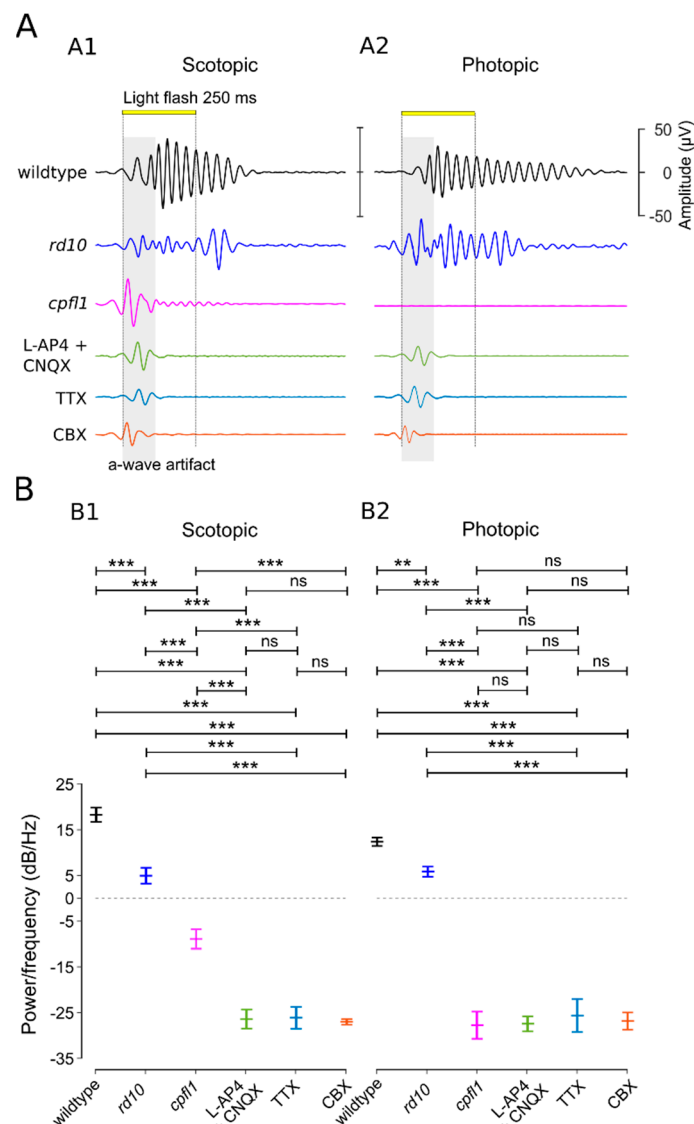 A
A1
A2
Scotopic
Photopic
Light flash 250 ms
wildtype
rd10
cpfl1
L-AP4 +
CNQX
TTX
CBX
a-wave artifact
50
0
-50
Amplitude (μV)
B
B1
B2
Scotopic
Photopic
*** ***
*** ns
***
***
*** ns
*** ns
***
***
***
***
***
** ns
*** ns
***
ns
*** ns
*** ns
ns
***
***
***
***
Power/frequency (dB/Hz)
25
15
5
0
-5
-15
-25
-35
wildtype
rd10
cpfl1
L-AP4
CNQX
TTX
CBX
wildtype
rd10
cpfl1
L-AP4
CNQX
TTX
CBX